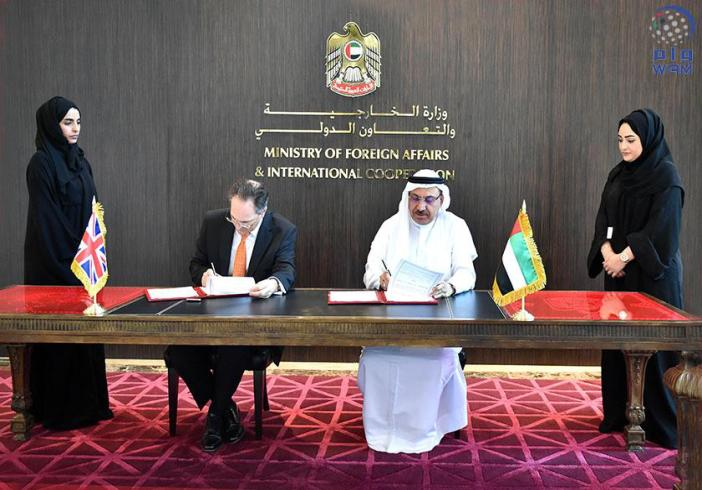 وام
WAM
وزارة الخارجية
والتعاون الدولي
MINISTRY OF FOREIGN AFFAIRS
& INTERNATIONAL COOPERATION